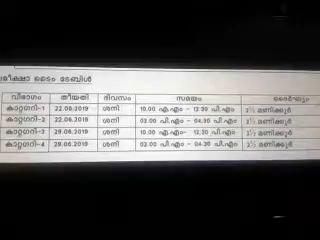 പരീക്ഷാ ടൈം ടേബിൾ
വിഭാഗം തീയതി ദിവസം സമയം ദൈർഘ്യം
കാറ്റഗറി-1 22.06.2019 ശനി 10.00 എ.എം - 12.30 പി.എം 2½ മണിക്കൂർ
കാറ്റഗറി-2 22.06.2019 ശനി 02.00 പി.എം - 04.30 പി.എം 2½ മണിക്കൂർ
കാറ്റഗറി-3 29.06.2019 ശനി 10.00 എ.എം- 12.30 പി.എം 2½ മണിക്കൂർ
കാറ്റഗറി-4 29.06.2019 ശനി 02.00 പി.എം - 04.30 പി.എം 2½ മണിക്കൂർ